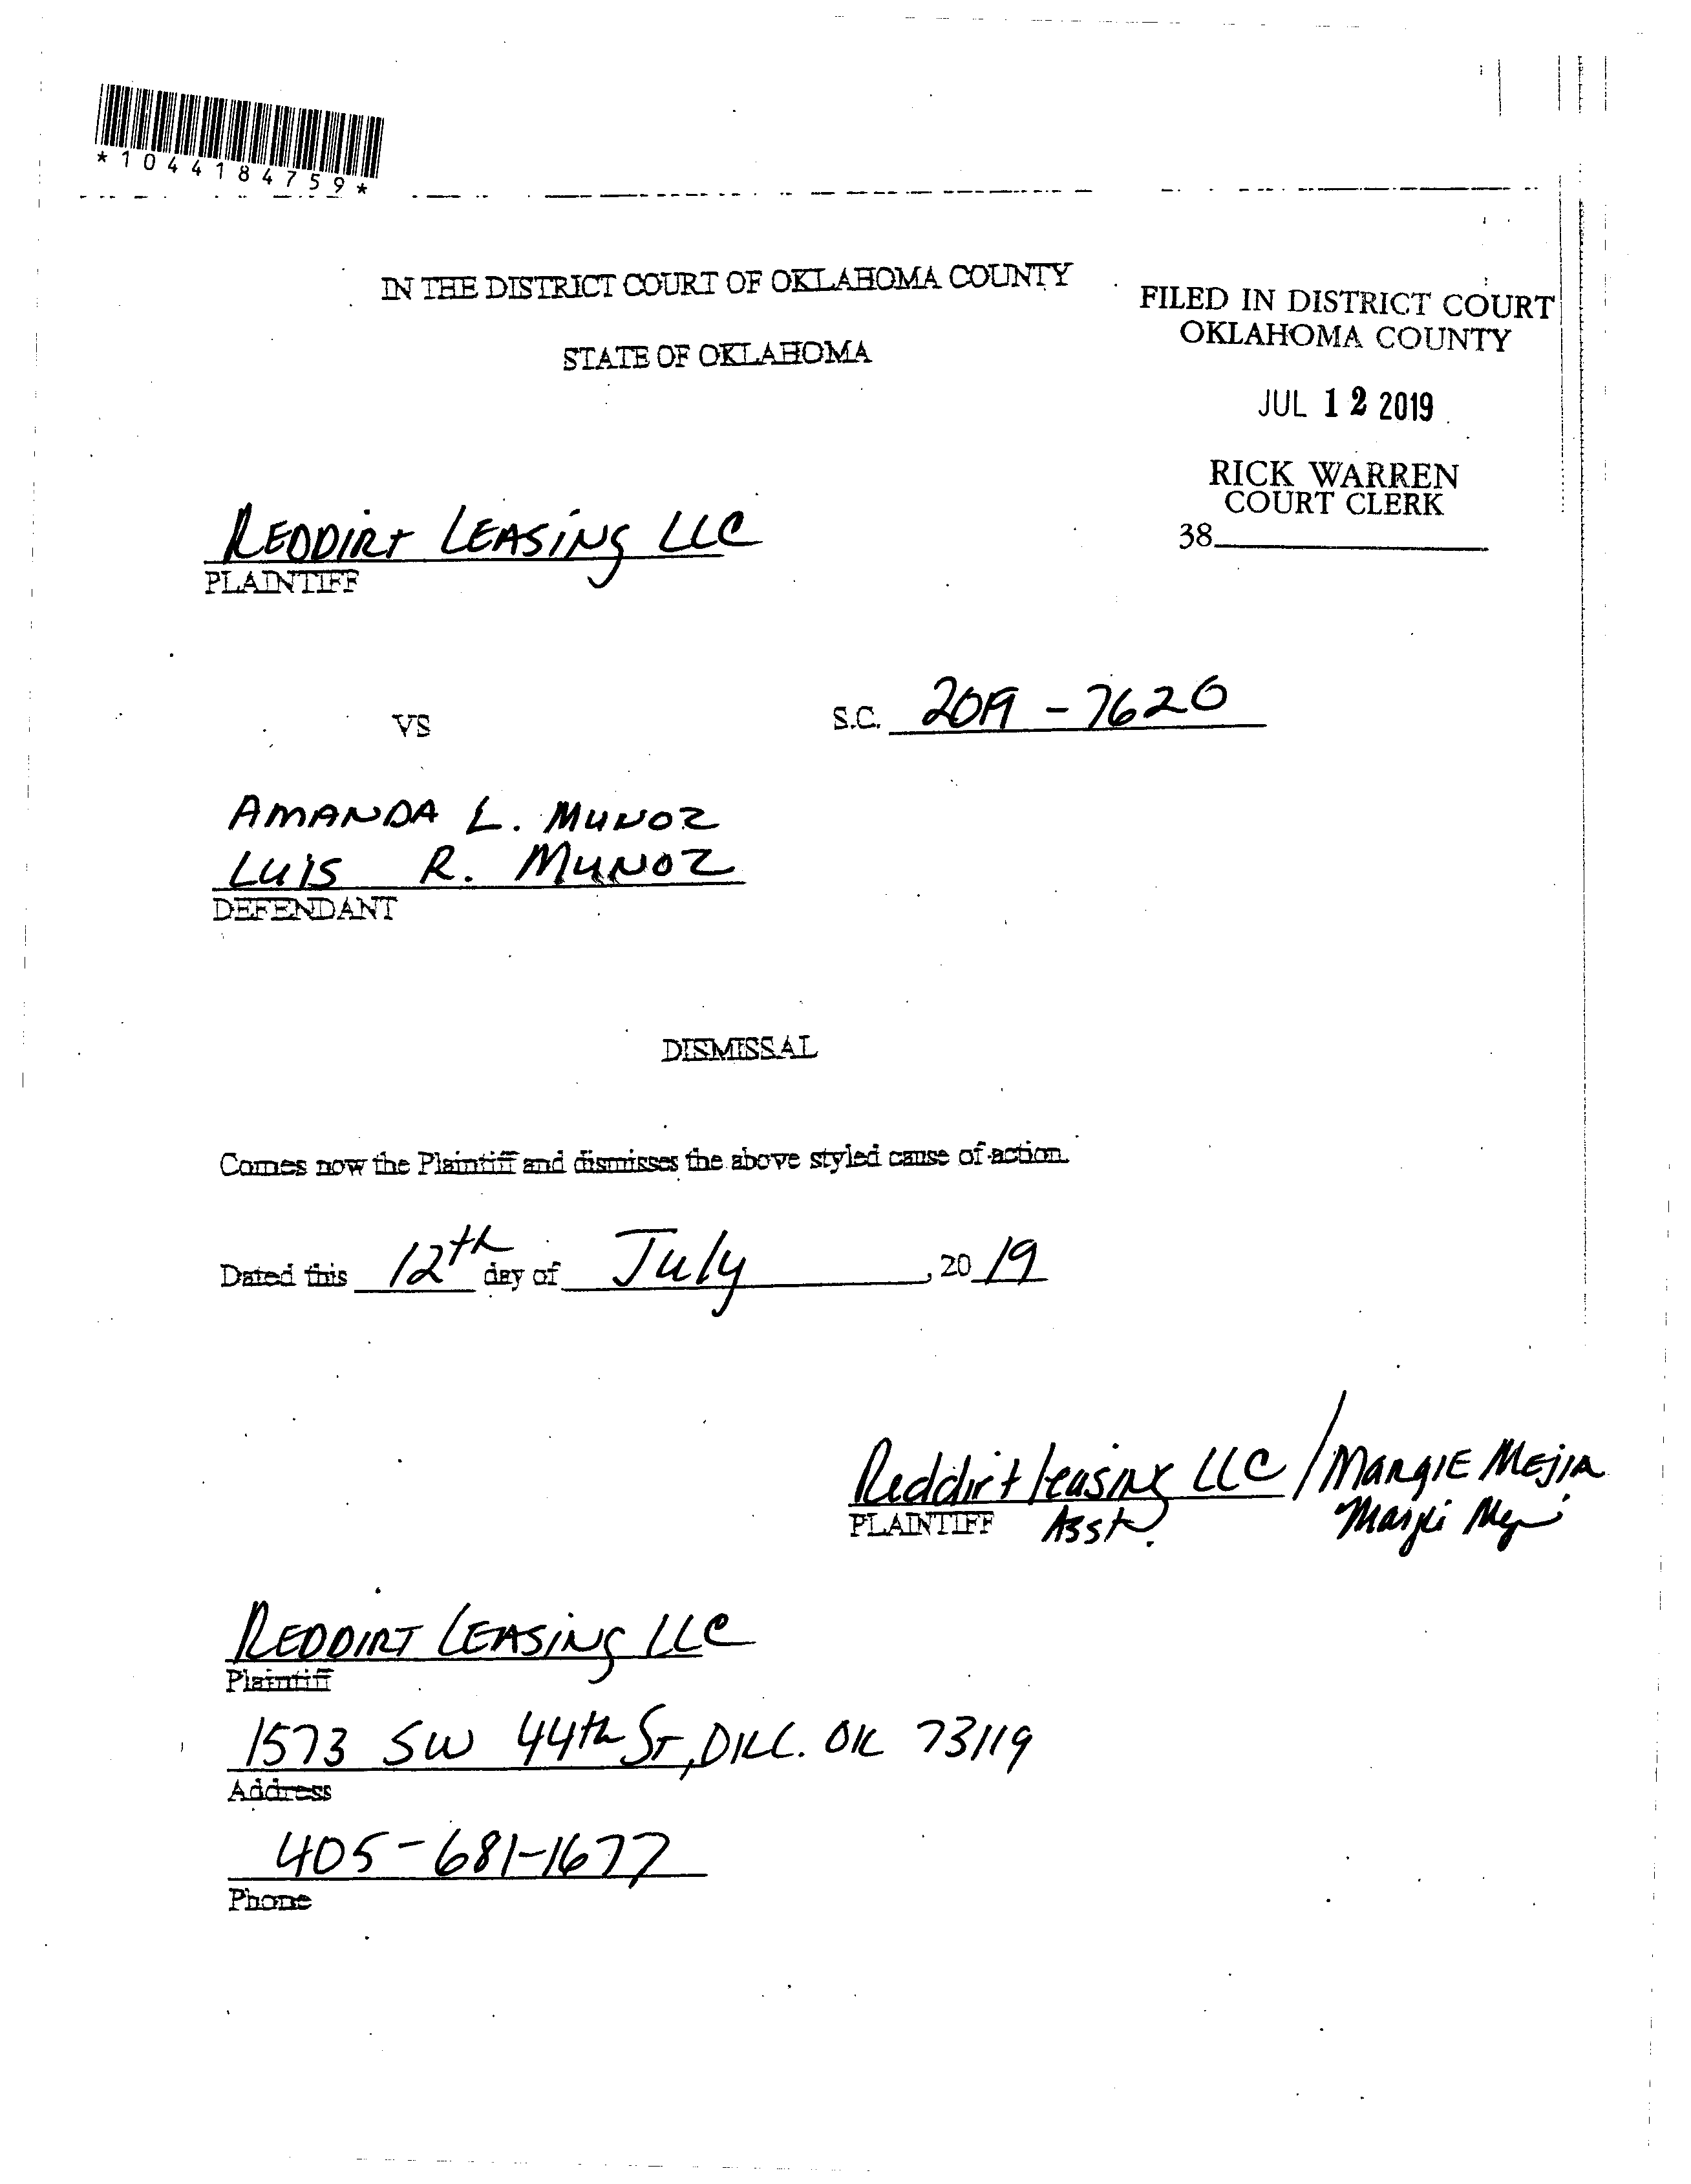 *1044184759*
IN THE DISTRICT COURT OF OKLAHOMA COUNTY
STATE OF OKLAHOMA
FILED IN DISTRICT COURT
OKLAHOMA COUNTY
JUL 12 2019
RICK WARREN
COURT CLERK
38
REDDIRT LEASING LLC
PLAINTIFF
VS
S.C. 2019-7620
AMANDA L. MUNOZ
LUIS R. MUNOZ
DEFENDANT
DISMISSAL
Comes now the Plaintiff and dismisses the above styled cause of action.
Dated this 12th day of July, 2019
Reddirt leasing LLC / MARGIE MEJIA
PLAINTIFF Asst.
REDDIRT LEASING LLC
Plaintiff
1573 SW 44th ST, OK 73119
Address
405-681-1677
Phone